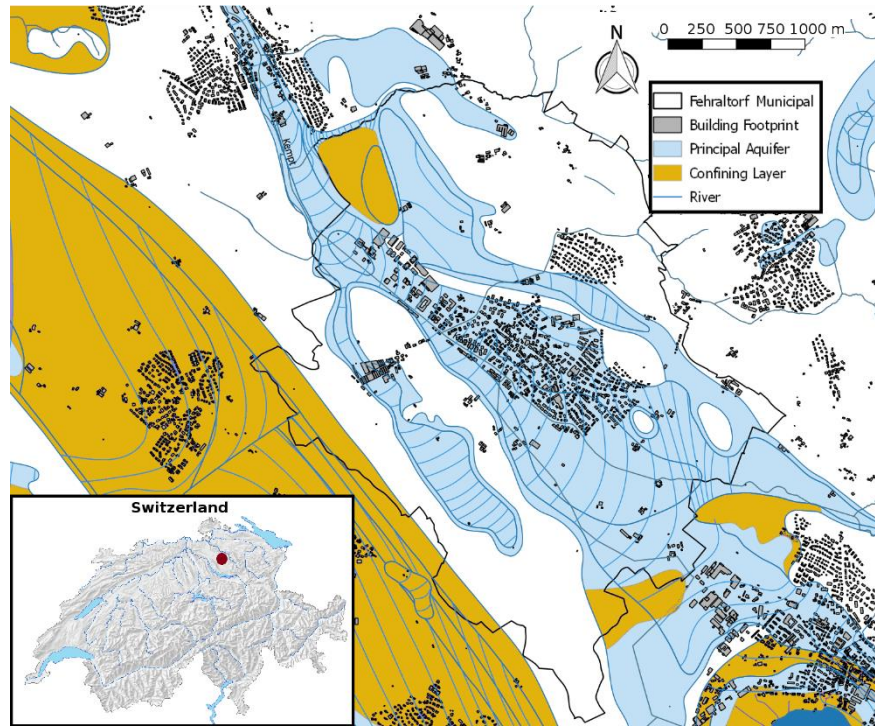 N
0 250 500 750 1000 m
Fehraltorf Municipal
Building Footprint
Principal Aquifer
Confining Layer
River
Kempt
Switzerland